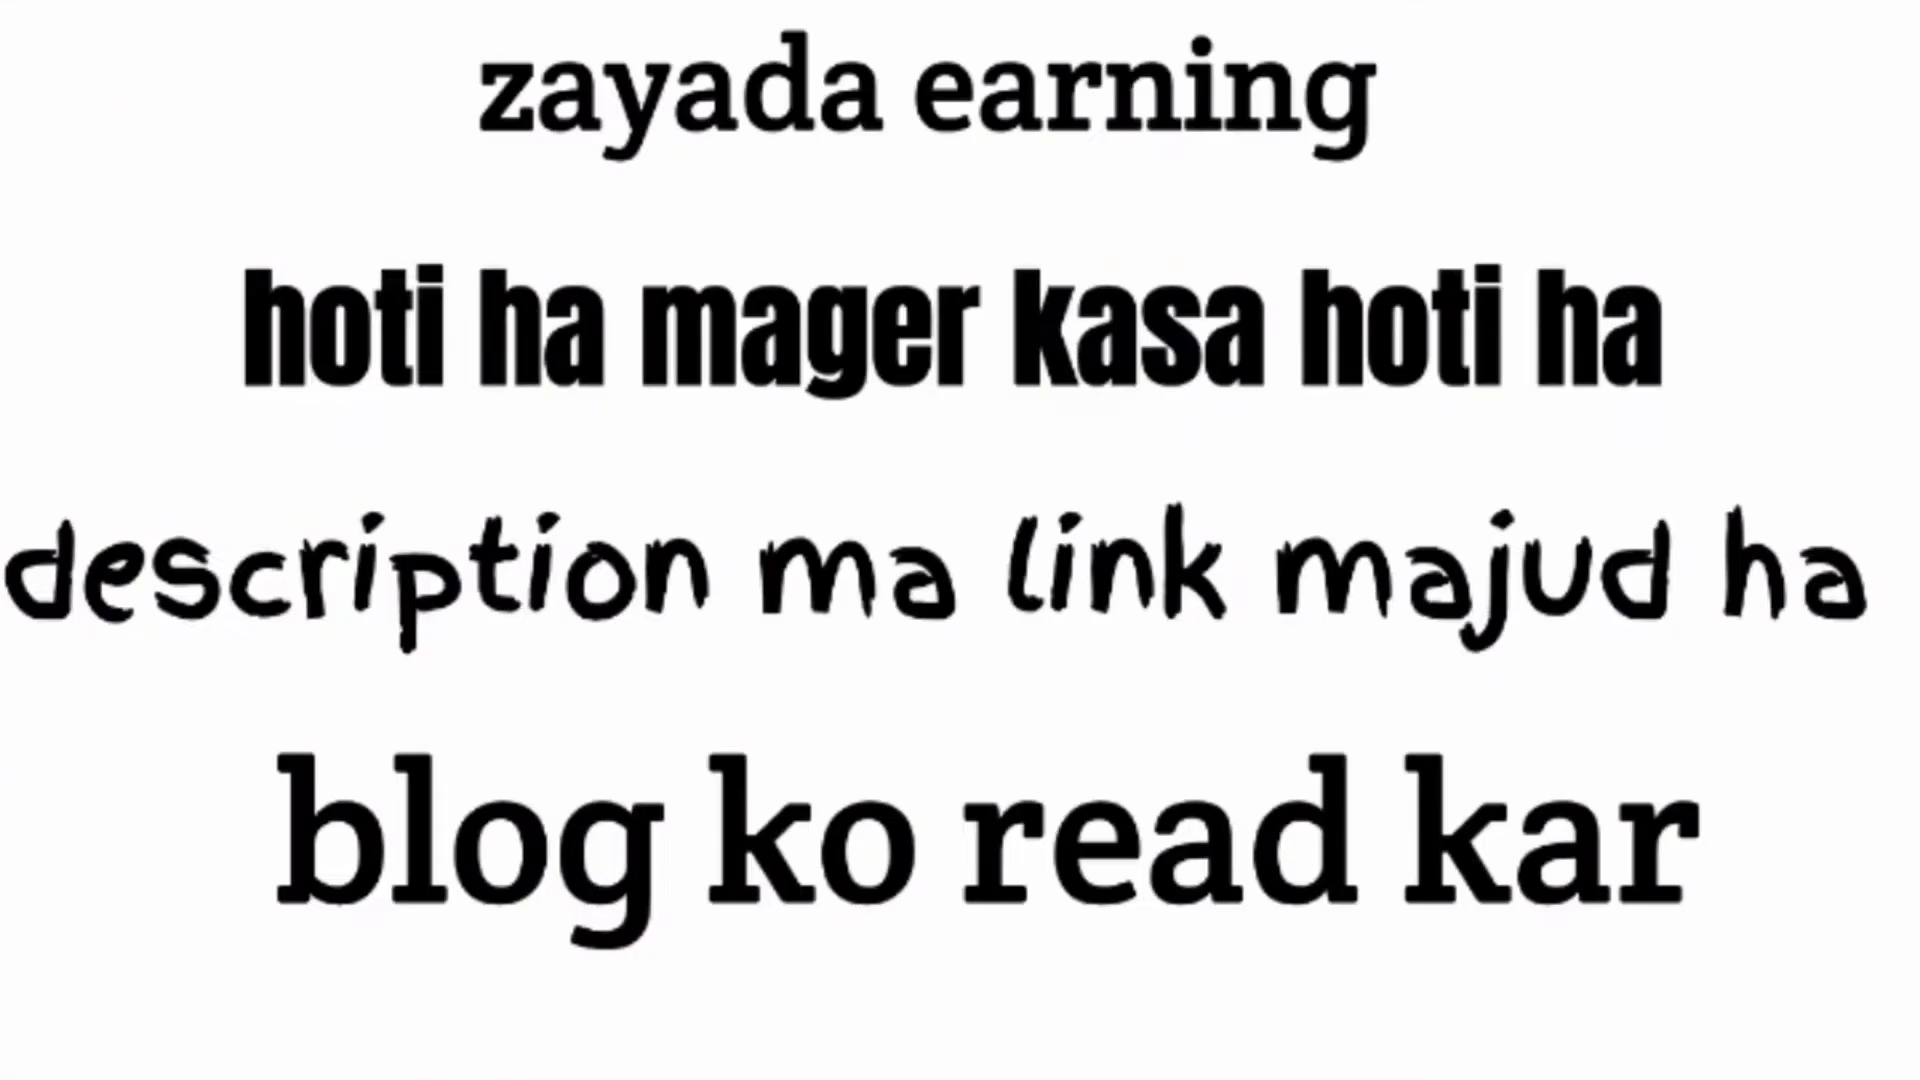 zayada earning
hoti ha mager kasa hoti ha
description ma link majud ha
blog ko read kar